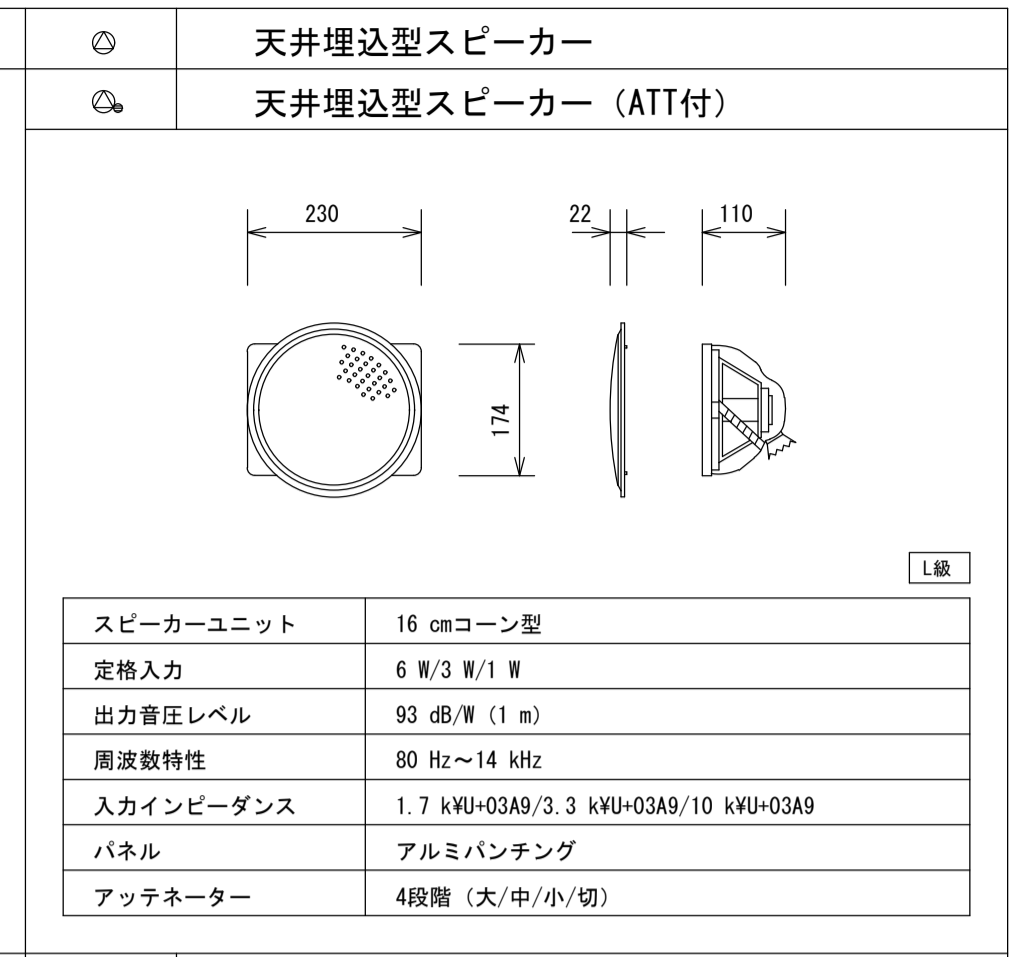 天井埋込型スピーカー
天井埋込型スピーカー（ATT付）
230
22
110
174
L級
スピーカーユニット 16 cmコーン型
定格入力 6 W/3 W/1 W
出力音圧レベル 93 dB/W（1 m）
周波数特性 80 Hz～14 kHz
入力インピーダンス 1.7 k¥U+03A9/3.3 k¥U+03A9/10 k¥U+03A9
パネル アルミパンチング
アッテネーター 4段階（大/中/小/切）